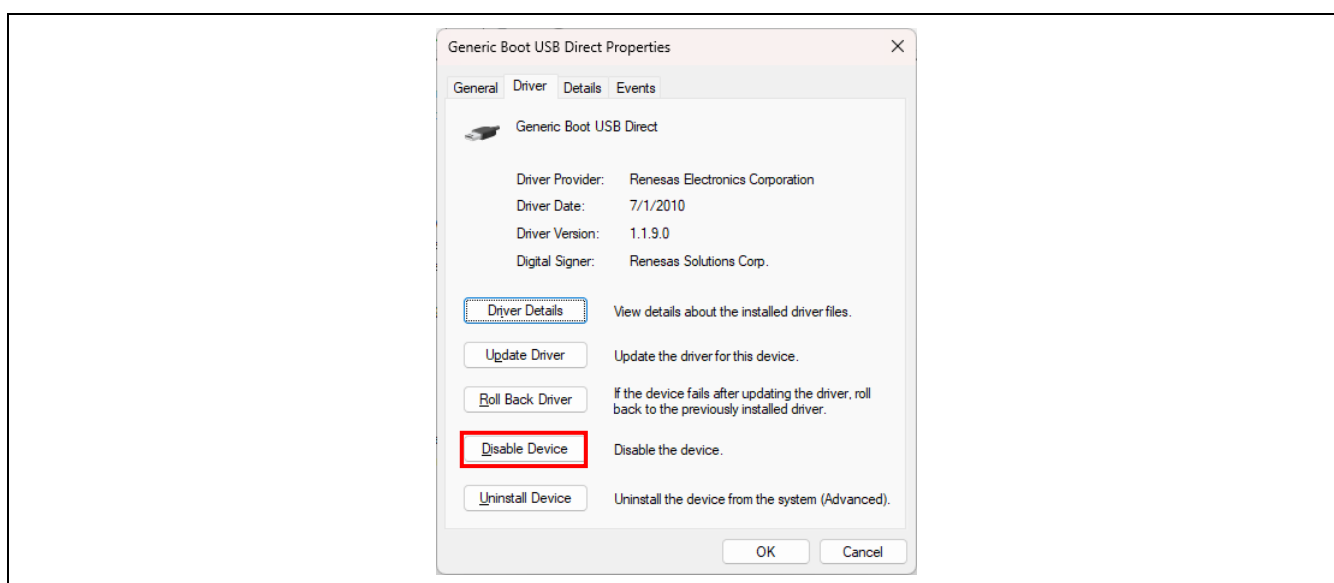 Generic Boot USB Direct Properties
General Driver Details Events
Generic Boot USB Direct
Driver Provider: Renesas Electronics Corporation
Driver Date: 7/1/2010
Driver Version: 1.1.9.0
Digital Signer: Renesas Solutions Corp.
Driver Details View details about the installed driver files.
Update Driver Update the driver for this device.
Roll Back Driver If the device fails after updating the driver, roll
back to the previously installed driver.
Disable Device Disable the device.
Uninstall Device Uninstall the device from the system (Advanced).
OK Cancel